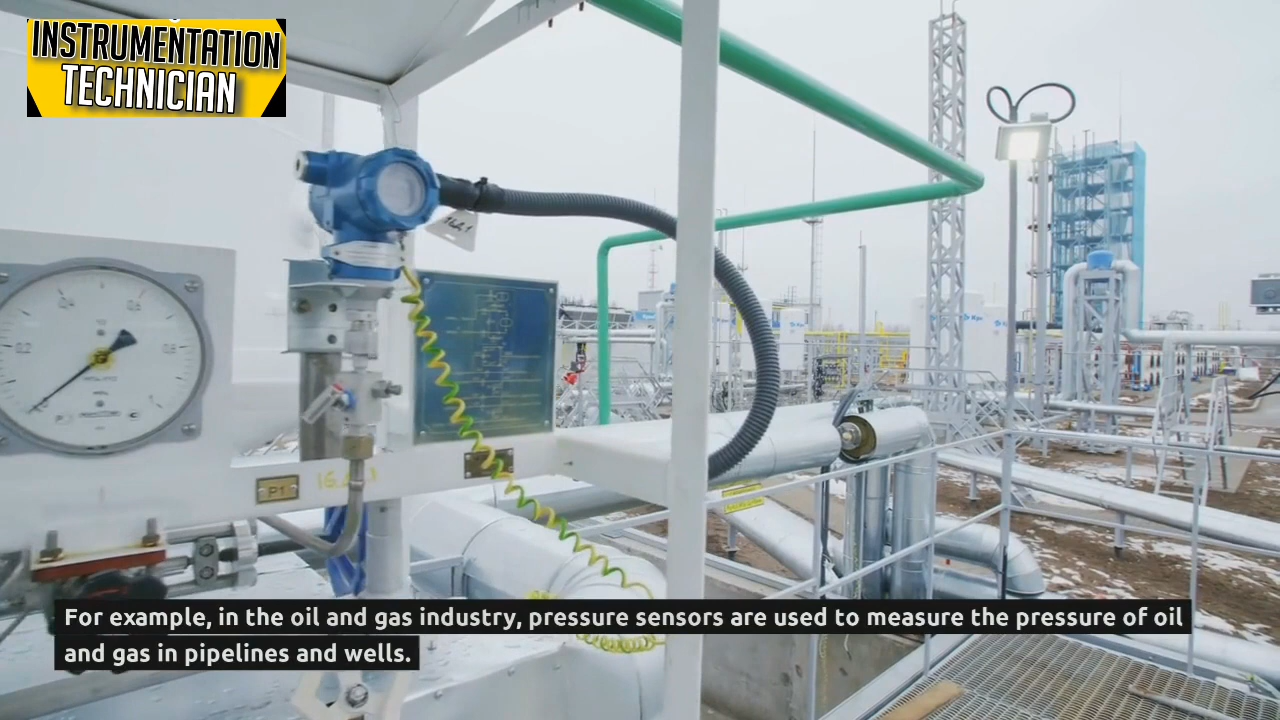 INSTRUMENTATION
TECHNICIAN
P1
For example, in the oil and gas industry, pressure sensors are used to measure the pressure of oil
and gas in pipelines and wells.